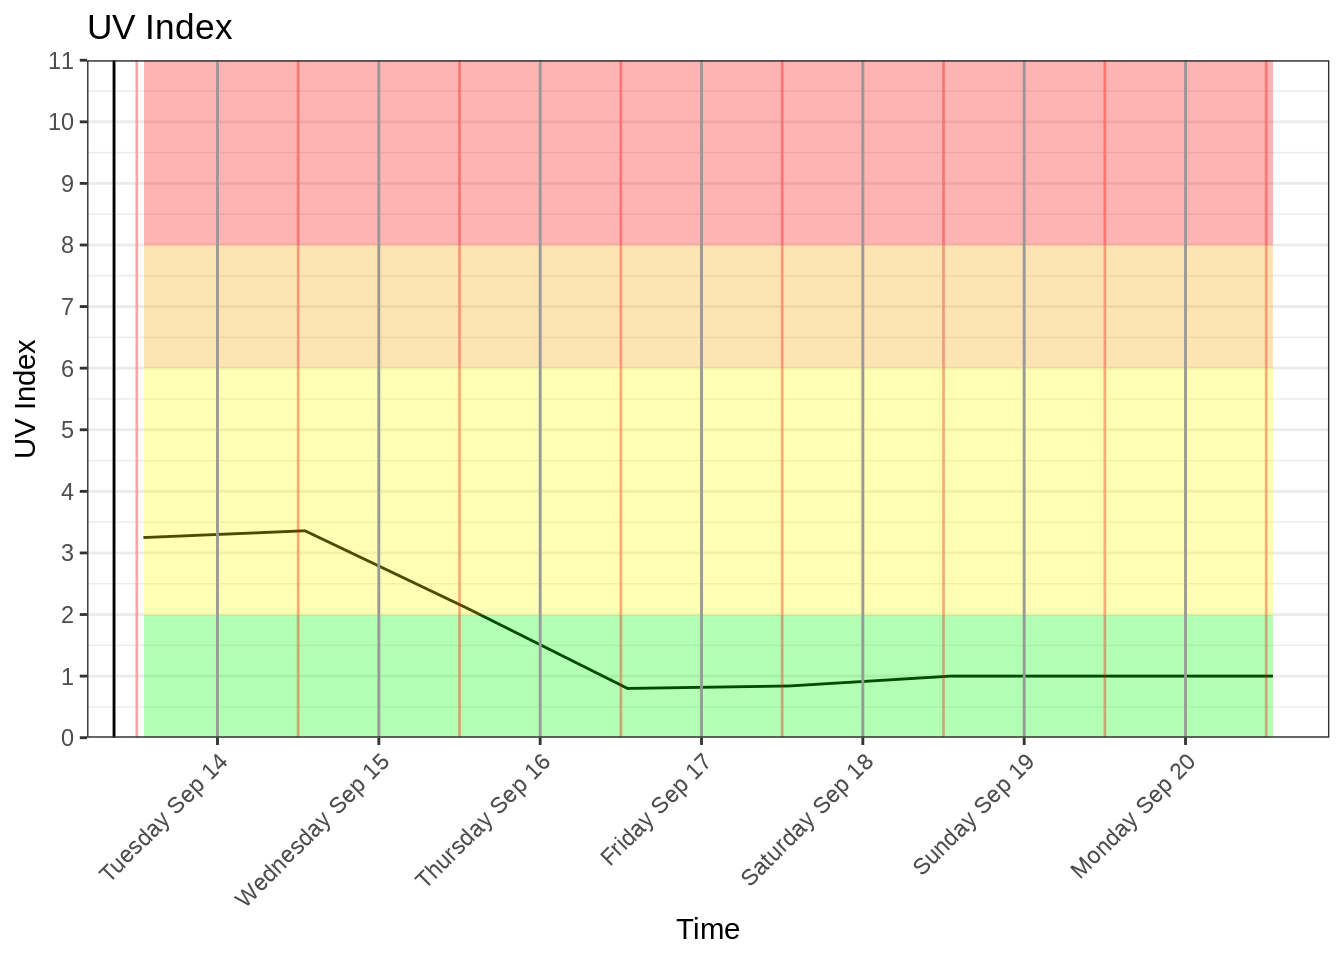 UV Index
11
10
9
8
7
6
5
4
3
2
1
0
UV Index
Tuesday Sep 14
Wednesday Sep 15
Thursday Sep 16
Friday Sep 17
Saturday Sep 18
Sunday Sep 19
Monday Sep 20
Time